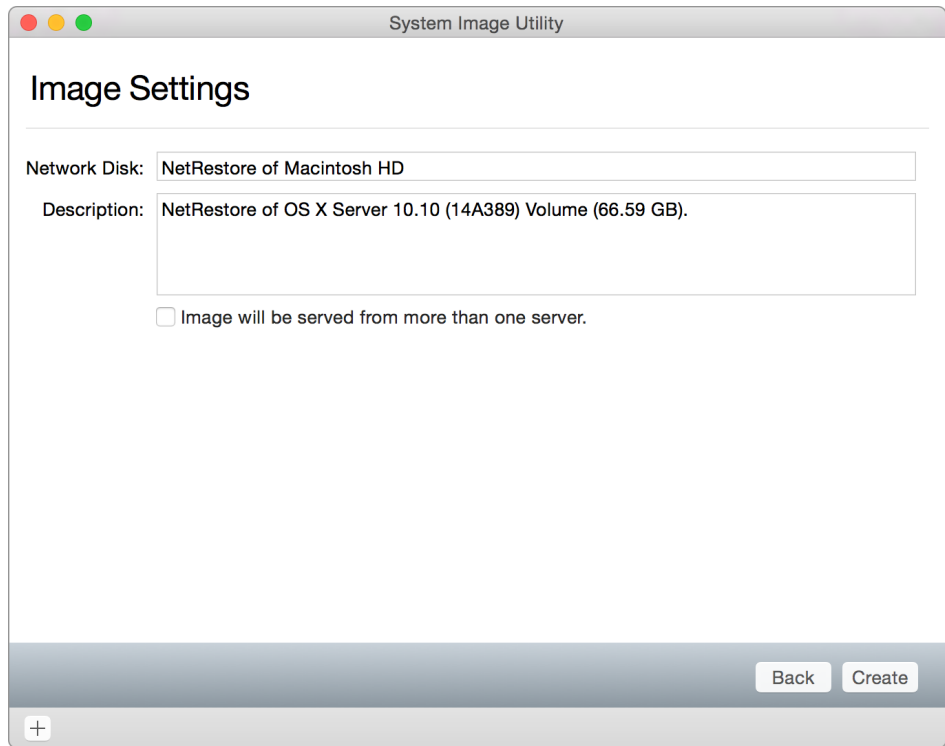 System Image Utility
Image Settings
Network Disk: NetRestore of Macintosh HD
Description: NetRestore of OS X Server 10.10 (14A389) Volume (66.59 GB).
Image will be served from more than one server.
Back Create